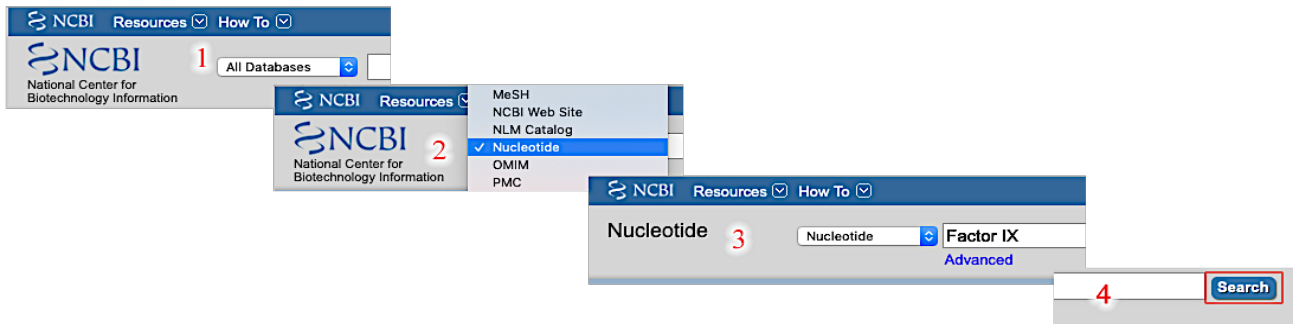 NCBI Resources How To
NCBI
1
All Databases
National Center for
Biotechnology Information
NCBI Resources
MeSH
NCBI Web Site
NLM Catalog
NCBI
2
✓ Nucleotide
National Center for
Biotechnology Information
OMIM
PMC
NCBI Resources How To
Nucleotide
3
Nucleotide
Factor IX
Advanced
4
Search